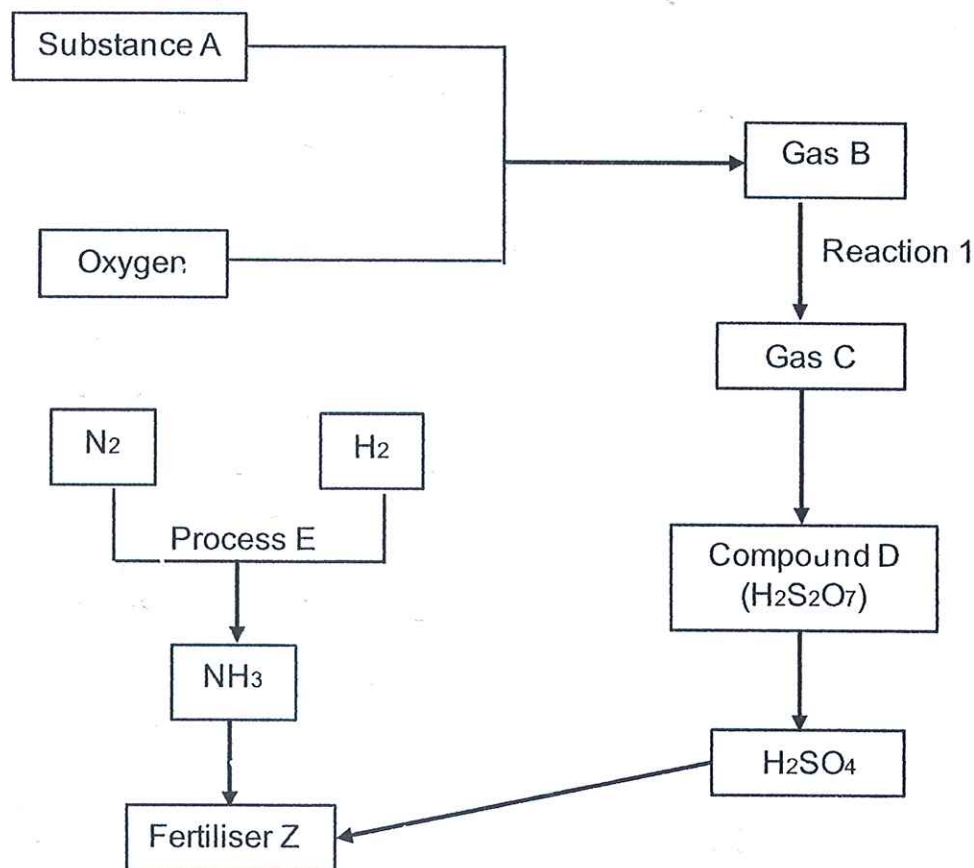 Substance A
Gas B
Oxygen
Reaction 1
Gas C
N2
H2
Process E
Compound D
(H2S2O7)
NH3
H2SO4
Fertiliser Z